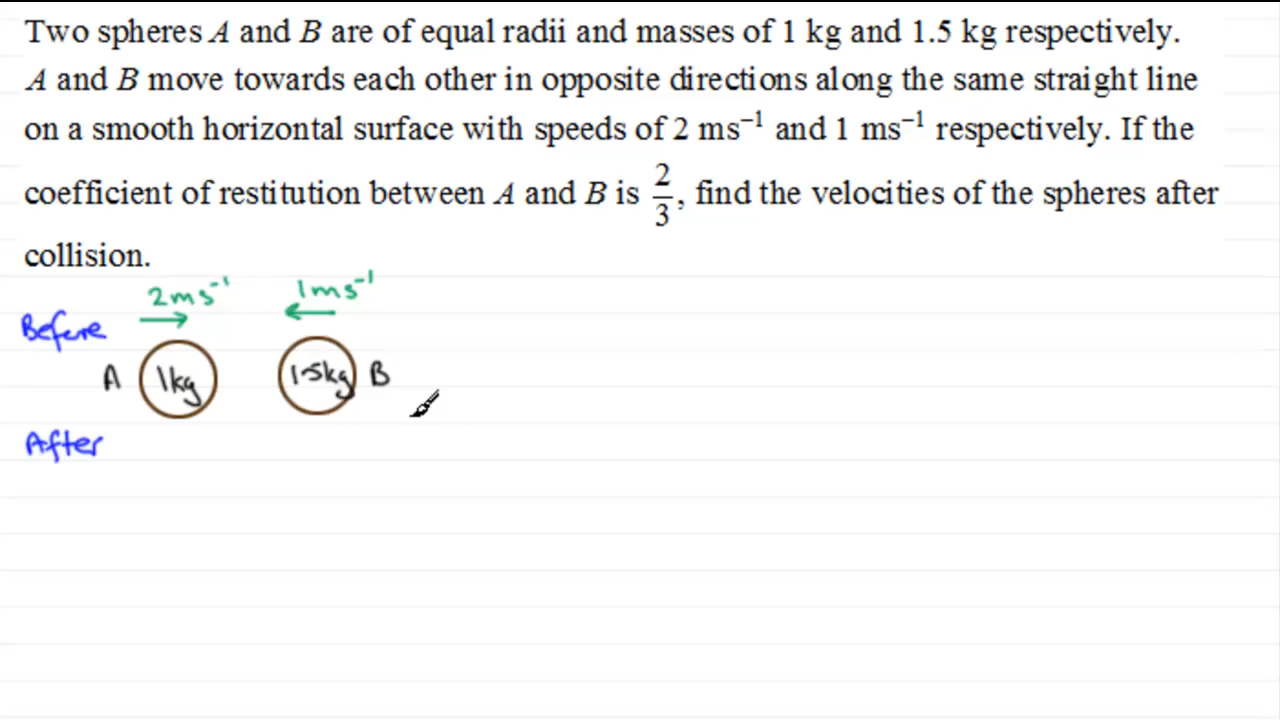 Two spheres A and B are of equal radii and masses of 1 kg and 1.5 kg respectively.
A and B move towards each other in opposite directions along the same straight line
on a smooth horizontal surface with speeds of 2 ms⁻¹ and 1 ms⁻¹ respectively. If the
coefficient of restitution between A and B is 2/3, find the velocities of the spheres after
collision.
2ms⁻¹ 1ms⁻¹
Before
A 1kg 1.5kg B
After